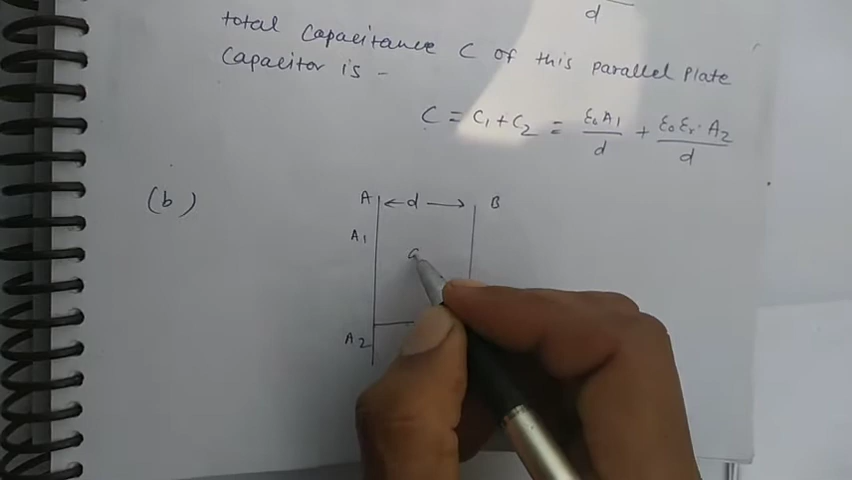 d
total capacitance C of this parallel plate
capacitor is -
C = C1 + C2 = ε0A1/d + ε0εr·A2/d
(b)
A ← d → B
A1
a
A2